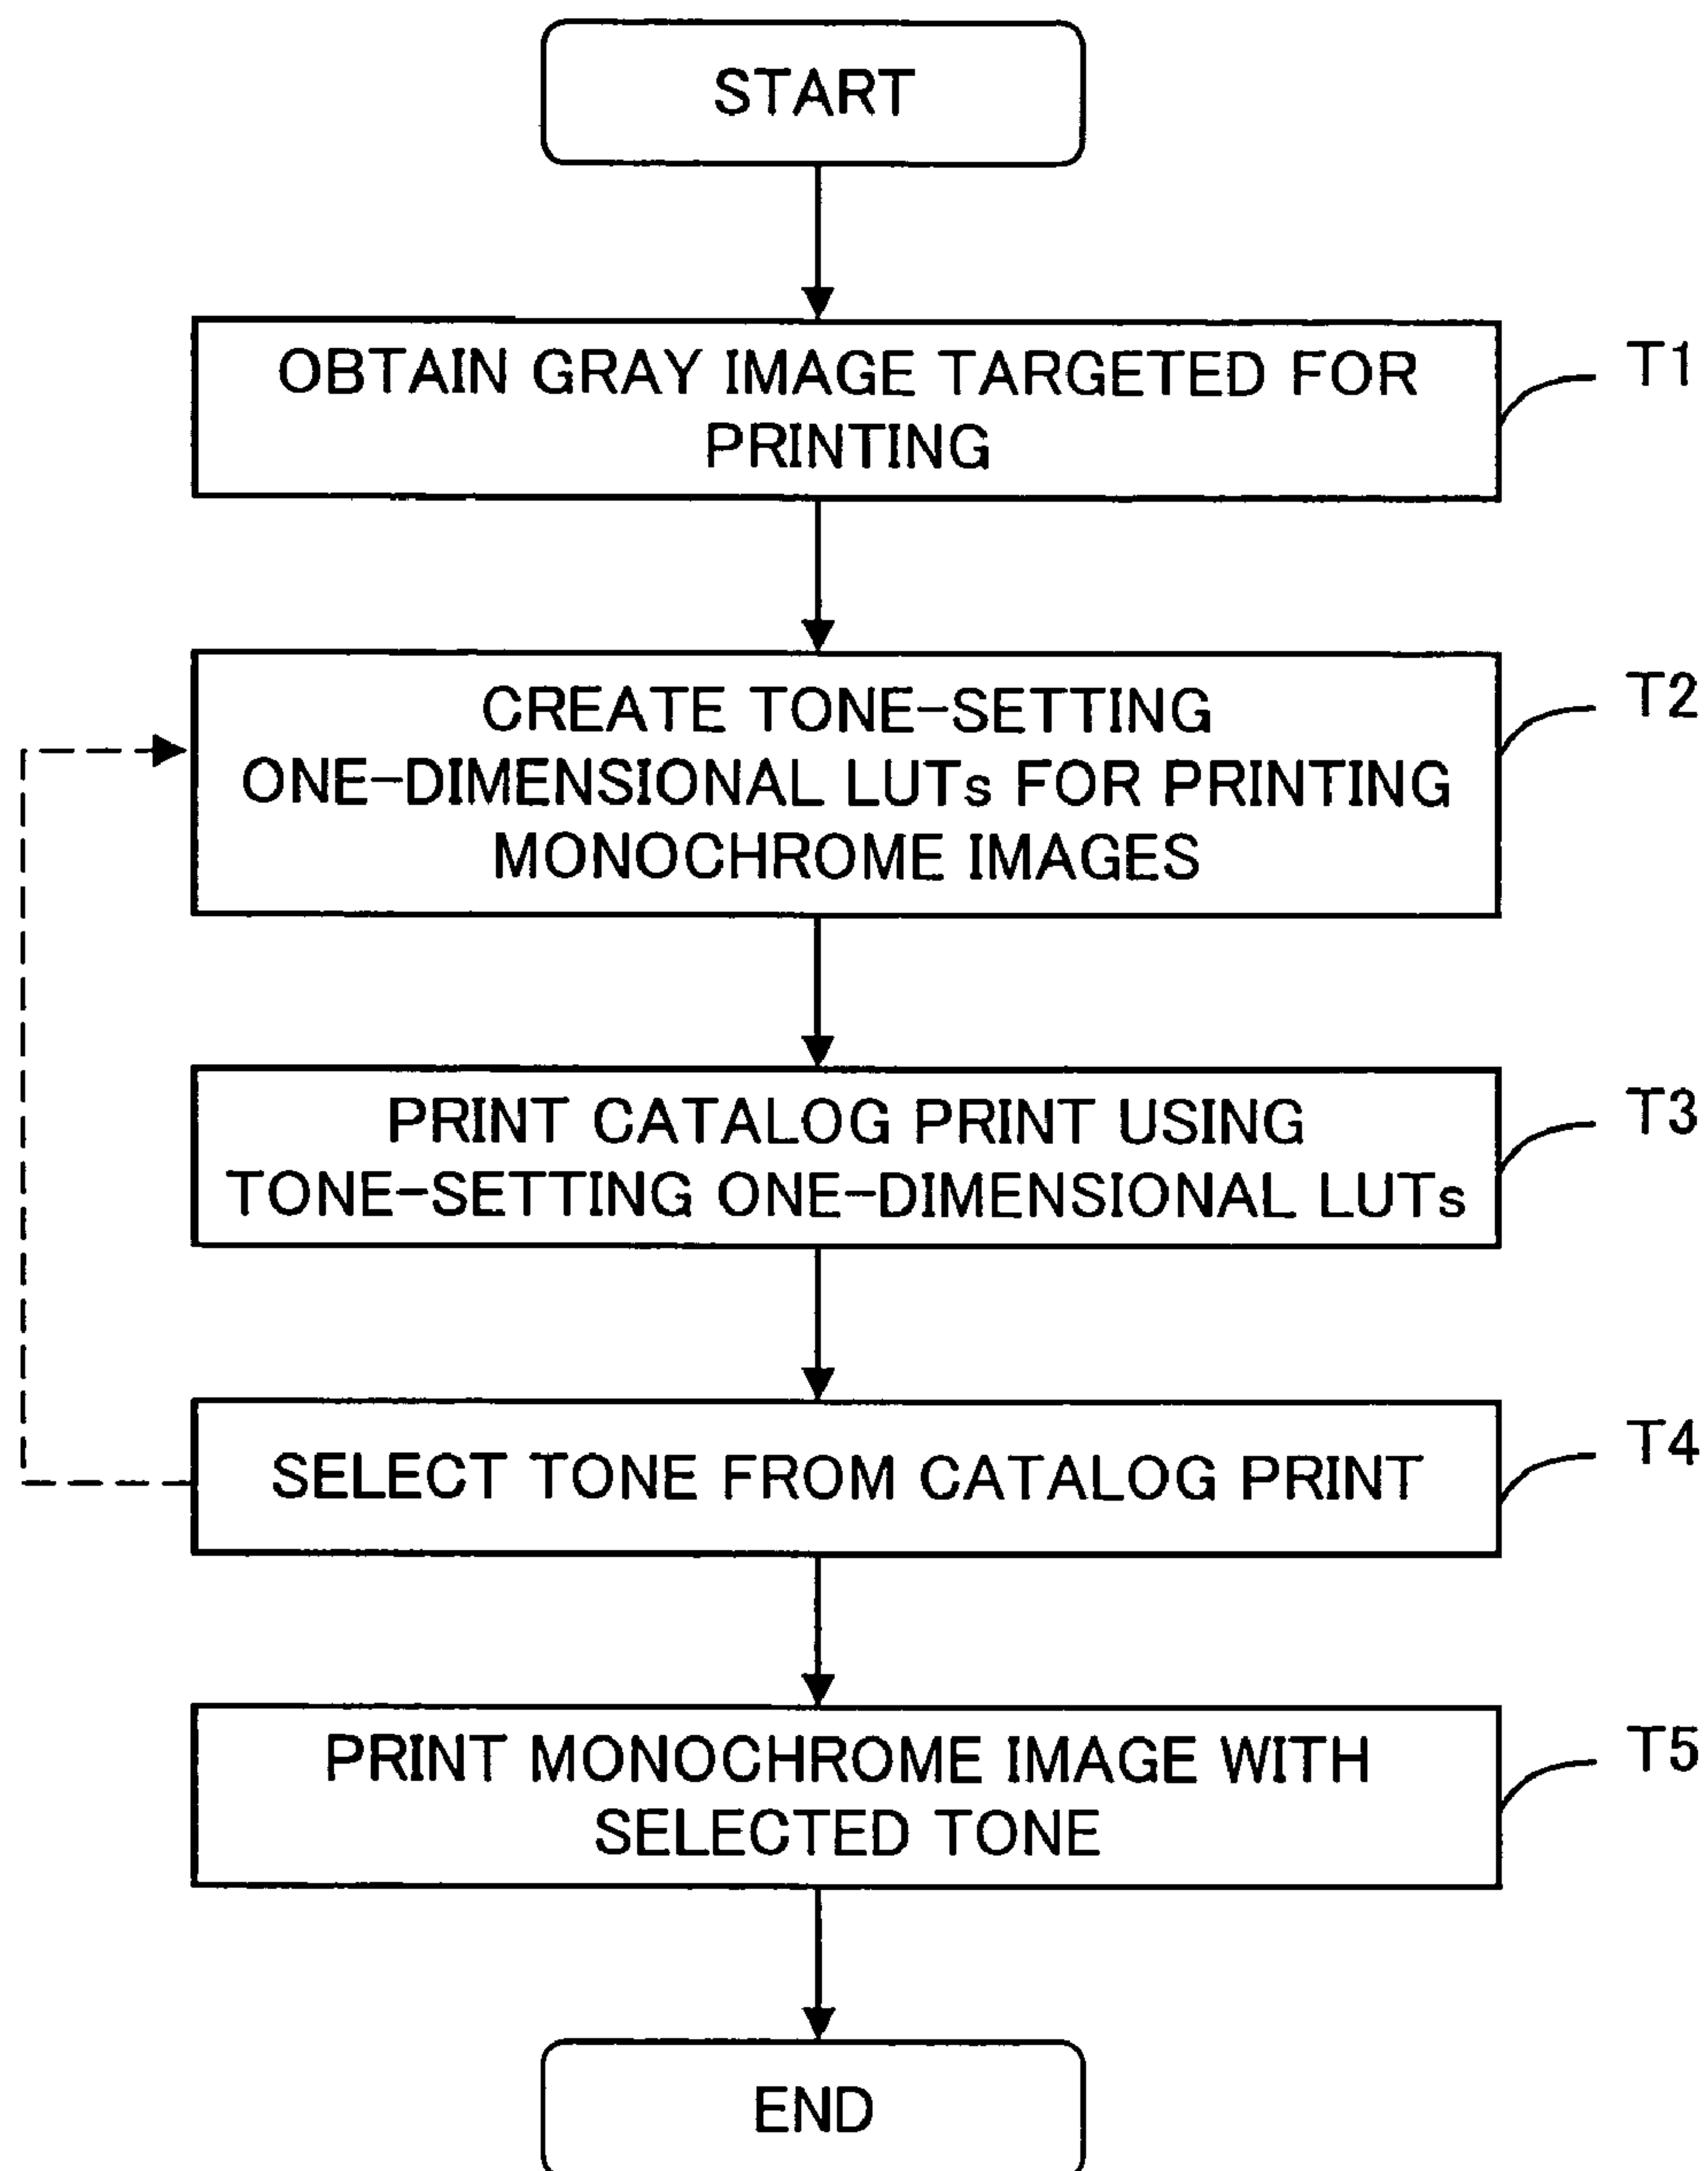 START
OBTAIN GRAY IMAGE TARGETED FOR
PRINTING
T1
CREATE TONE-SETTING
ONE-DIMENSIONAL LUTs FOR PRINTING
MONOCHROME IMAGES
T2
PRINT CATALOG PRINT USING
TONE-SETTING ONE-DIMENSIONAL LUTs
T3
SELECT TONE FROM CATALOG PRINT
T4
PRINT MONOCHROME IMAGE WITH
SELECTED TONE
T5
END